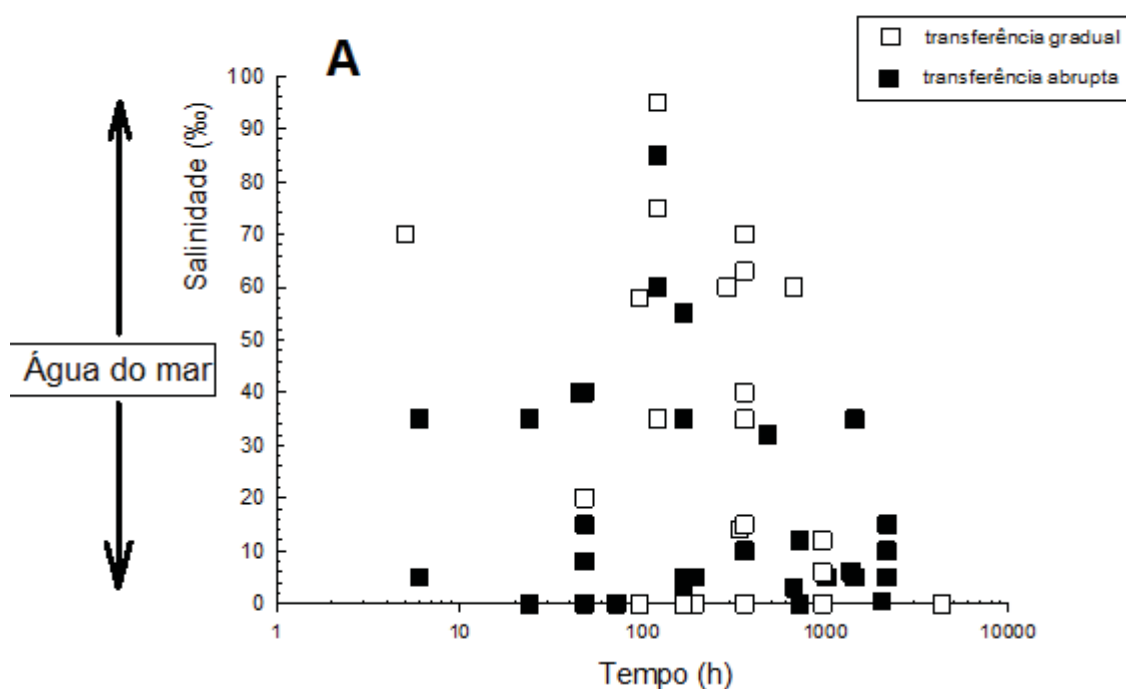 A
transferência gradual
transferência abrupta
Salinidade (‰)
100
90
80
70
60
50
40
30
20
10
0
Água do mar
1
10
100
1000
10000
Tempo (h)